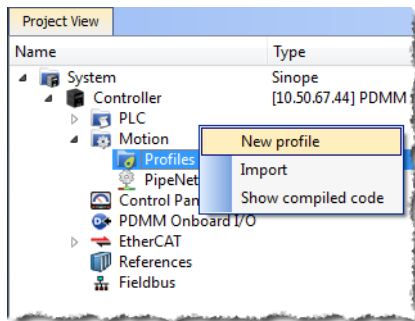 Project View
Name Type
System Sinope
Controller [10.50.67.44] PDMM
PLC
Motion
Profiles
PipeNet
Control Pan
PDMM Onboard I/O
EtherCAT
References
Fieldbus
New profile
Import
Show compiled code